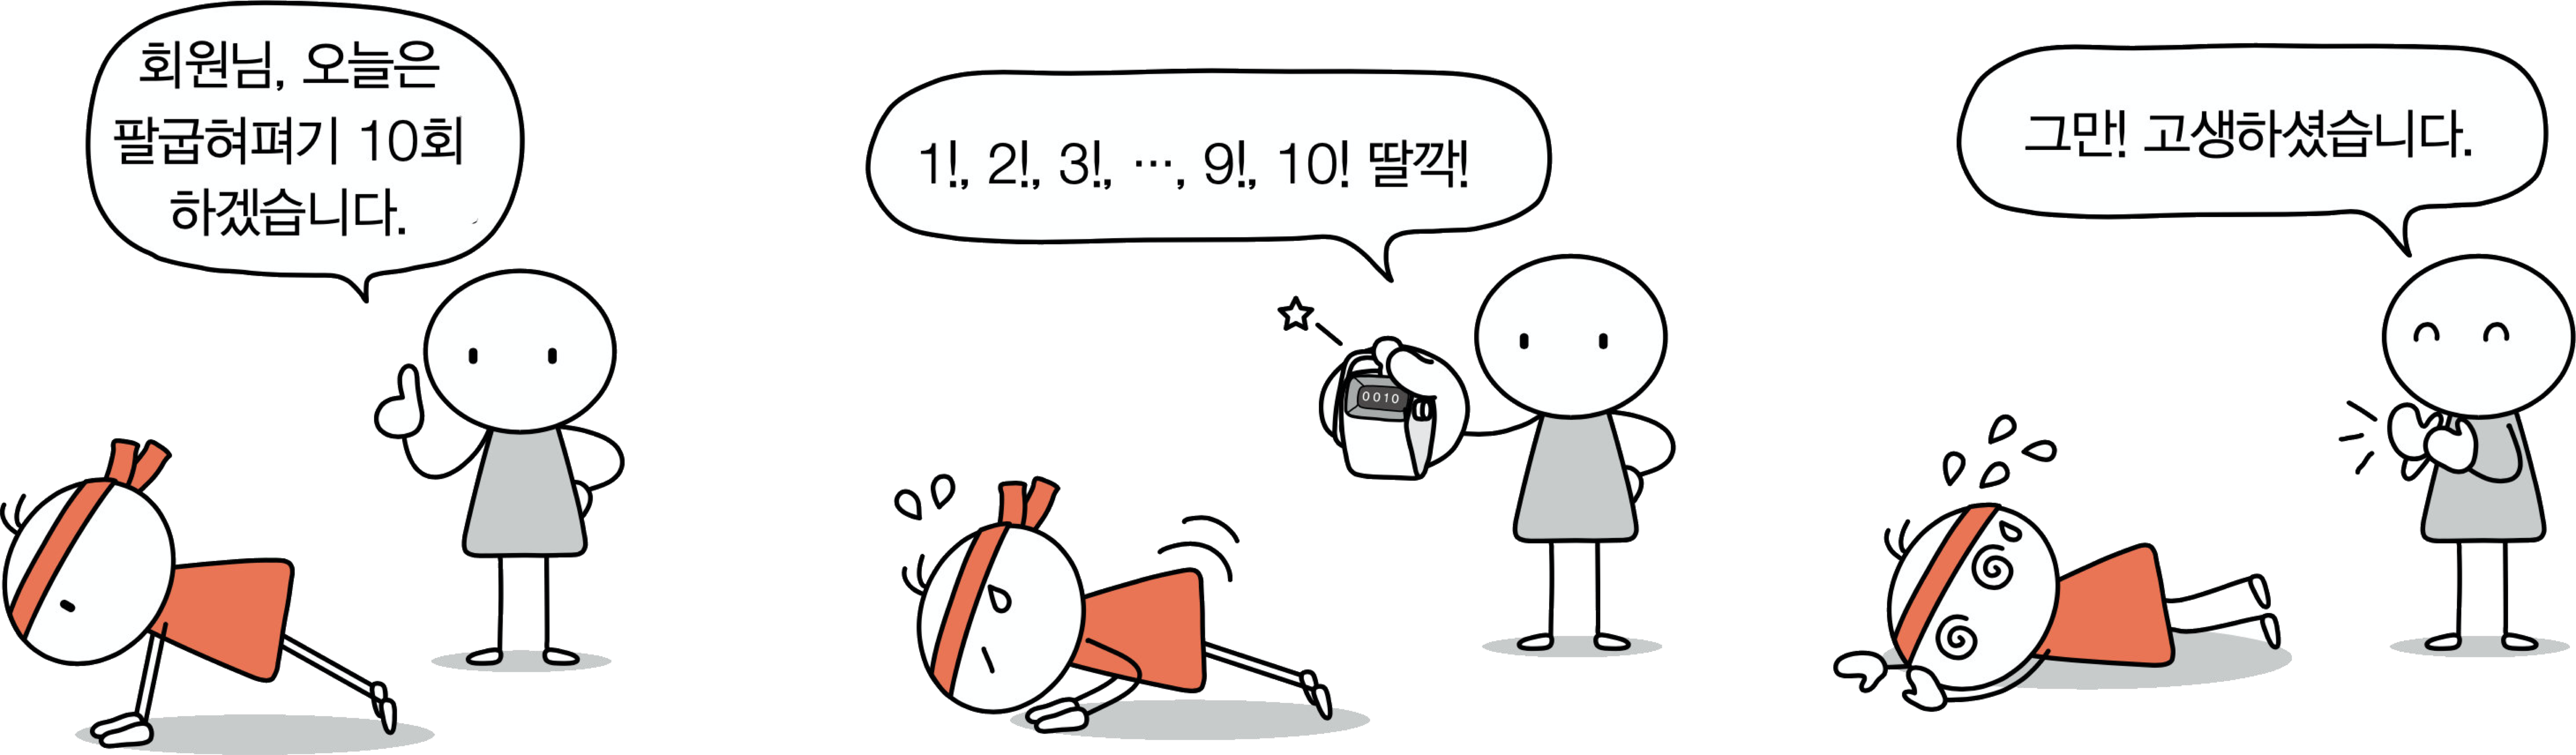 회원님, 오늘은
팔굽혀펴기 10회
하겠습니다.
1!, 2!, 3!, ···, 9!, 10! 딸깍!
0010
그만! 고생하셨습니다.